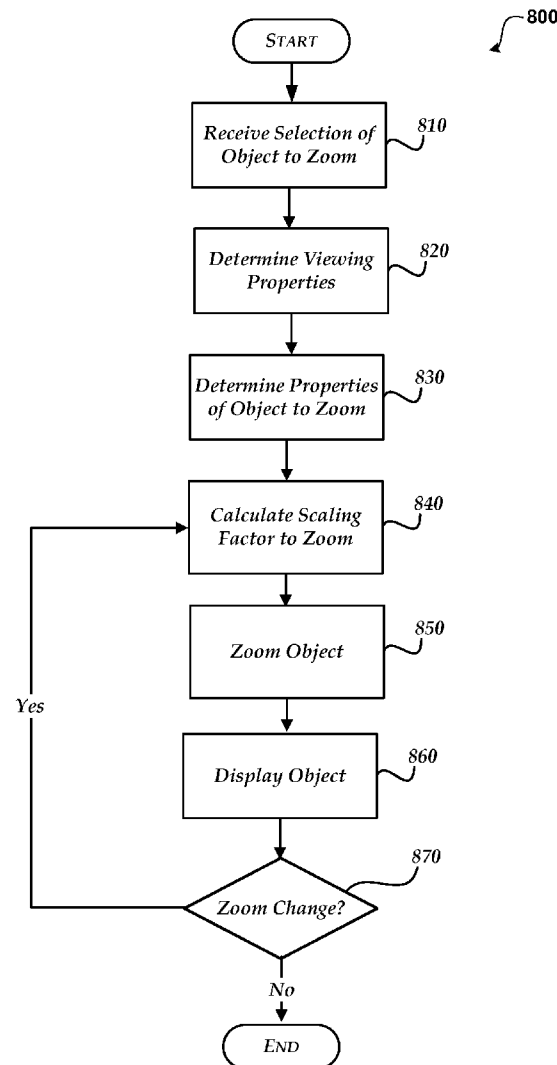 800
START
Receive Selection of
Object to Zoom
810
Determine Viewing
Properties
820
Determine Properties
of Object to Zoom
830
Calculate Scaling
Factor to Zoom
840
Zoom Object
850
Yes
Display Object
860
Zoom Change?
870
No
END